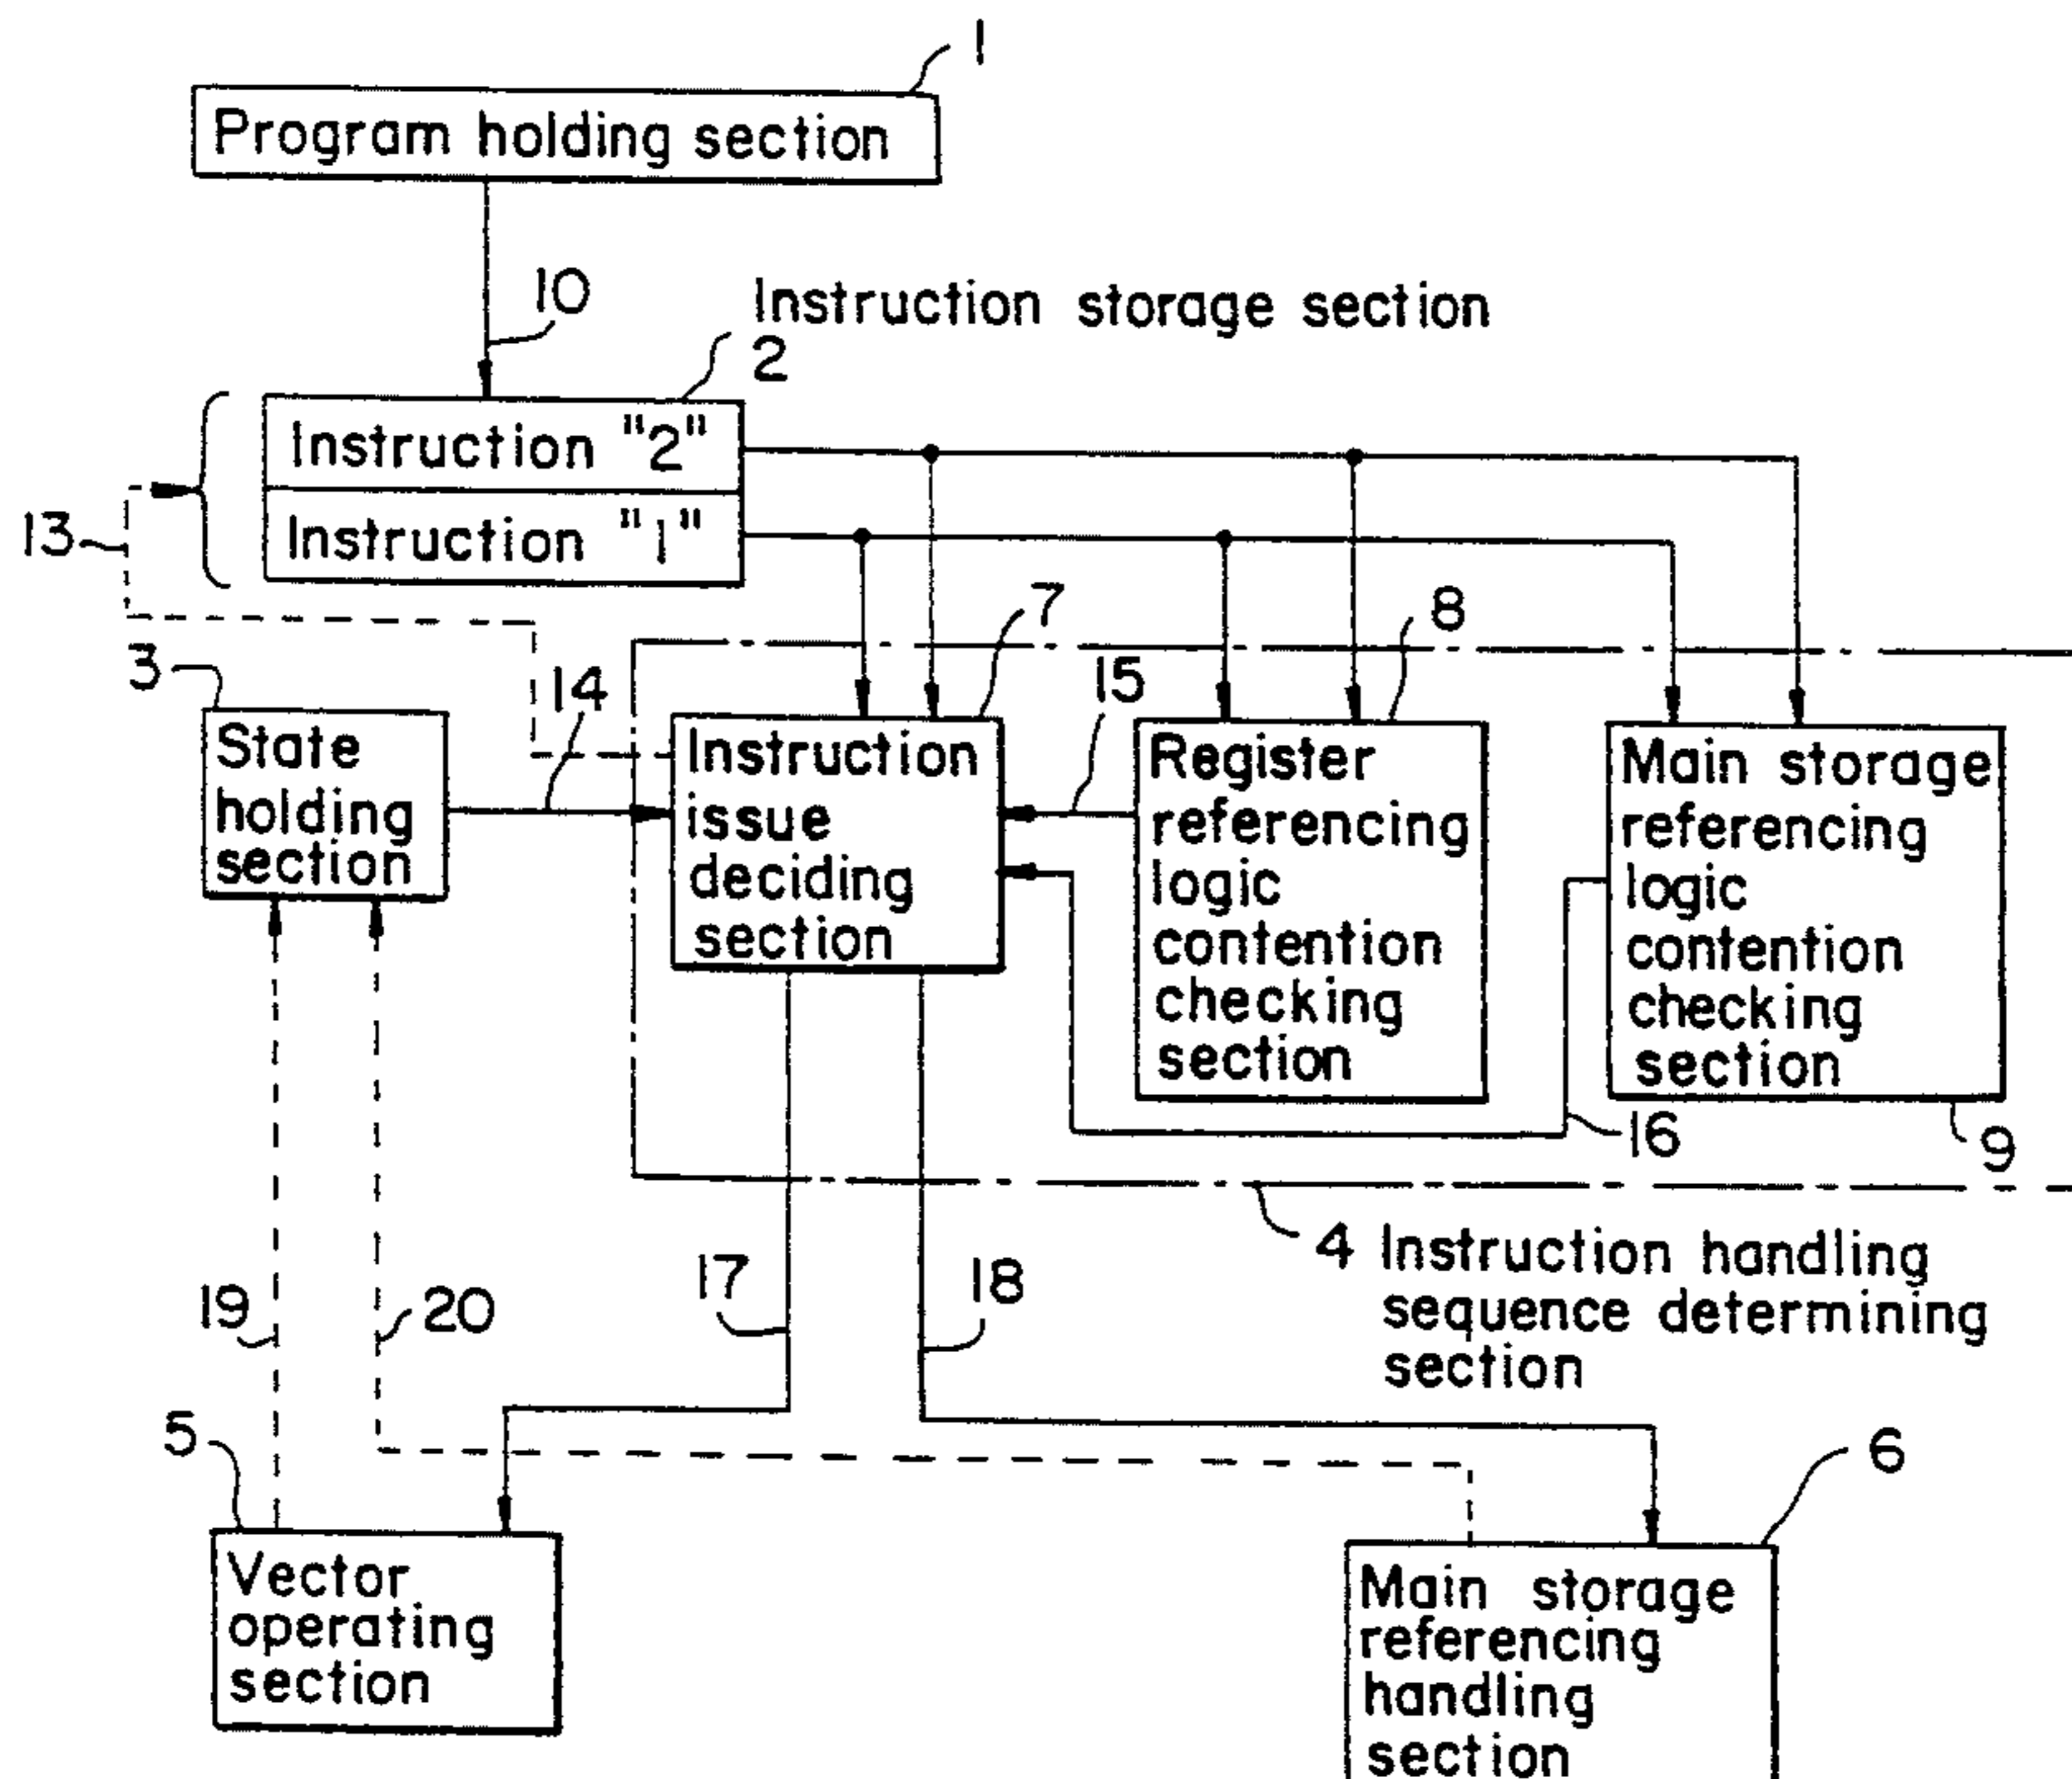 1
Program holding section
10
Instruction storage section
2
Instruction "2"
Instruction "1"
13
7
8
3
14
15
State
holding
section
Instruction
issue
deciding
section
Register
referencing
logic
contention
checking
section
Main storage
referencing
logic
contention
checking
section
16
9
4 Instruction handling
sequence determining
section
17
18
19
20
5
6
Vector
operating
section
Main storage
referencing
handling
section